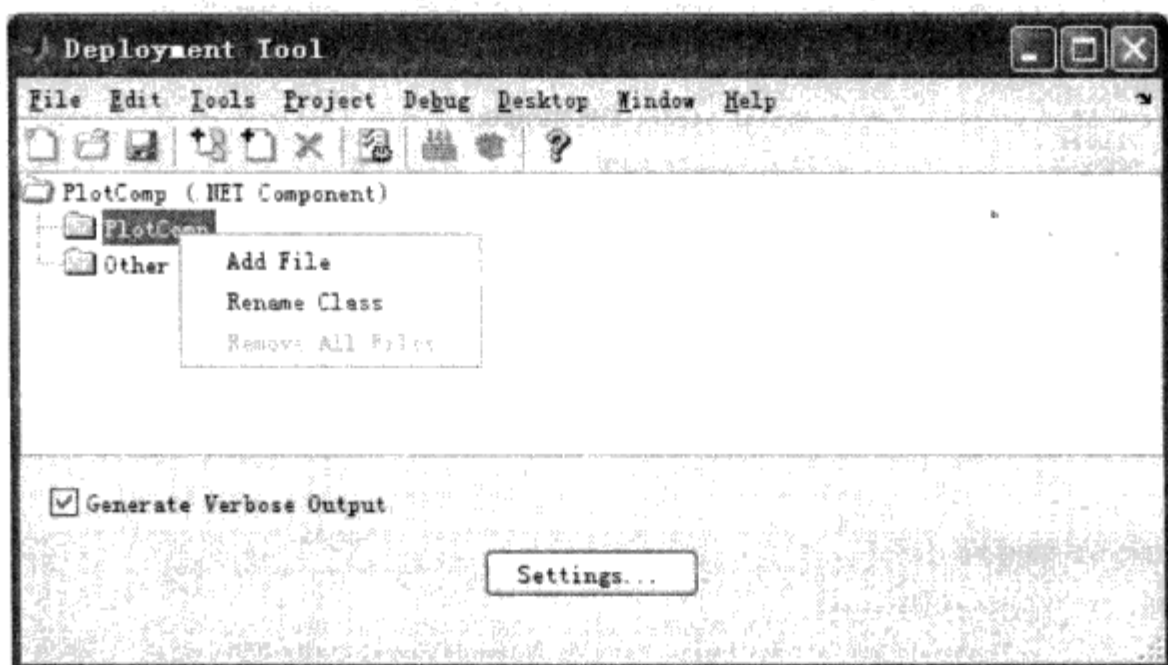 Deployment Tool
File Edit Tools Project Debug Desktop Window Help
PlotComp (.NET Component)
PlotComp
Other
Add File
Rename Class
Remove All Files
Generate Verbose Output
Settings...